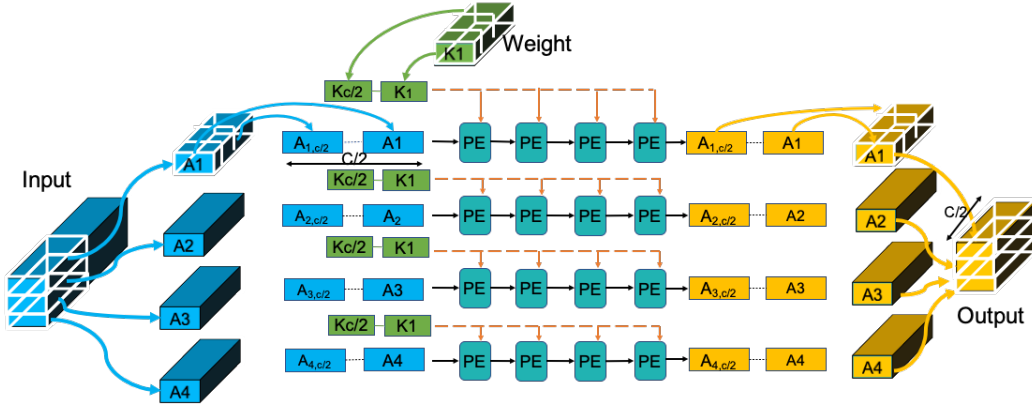 K1
Weight
Kc/2
K1
A1
A1,c/2
A1
PE
PE
PE
PE
A1,c/2
A1
A1
C/2
Input
Kc/2
K1
A2
A2,c/2
A2
PE
PE
PE
PE
A2,c/2
A2
A2
C/2
Kc/2
K1
A3
A3,c/2
A3
PE
PE
PE
PE
A3,c/2
A3
A3
Output
Kc/2
K1
A4
A4,c/2
A4
PE
PE
PE
PE
A4,c/2
A4
A4